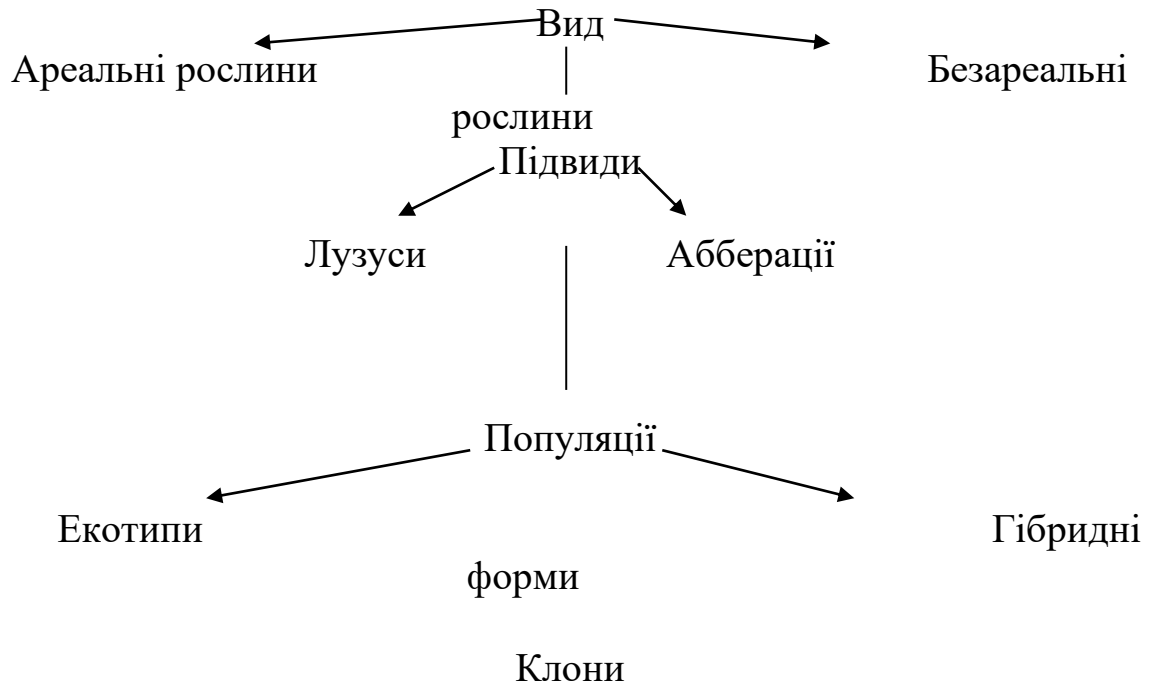 Вид
Ареальні рослини Безареальні
рослини
Підвиди
Лузуси Абберації
Популяції
Екотипи Гібридні
форми
Клони